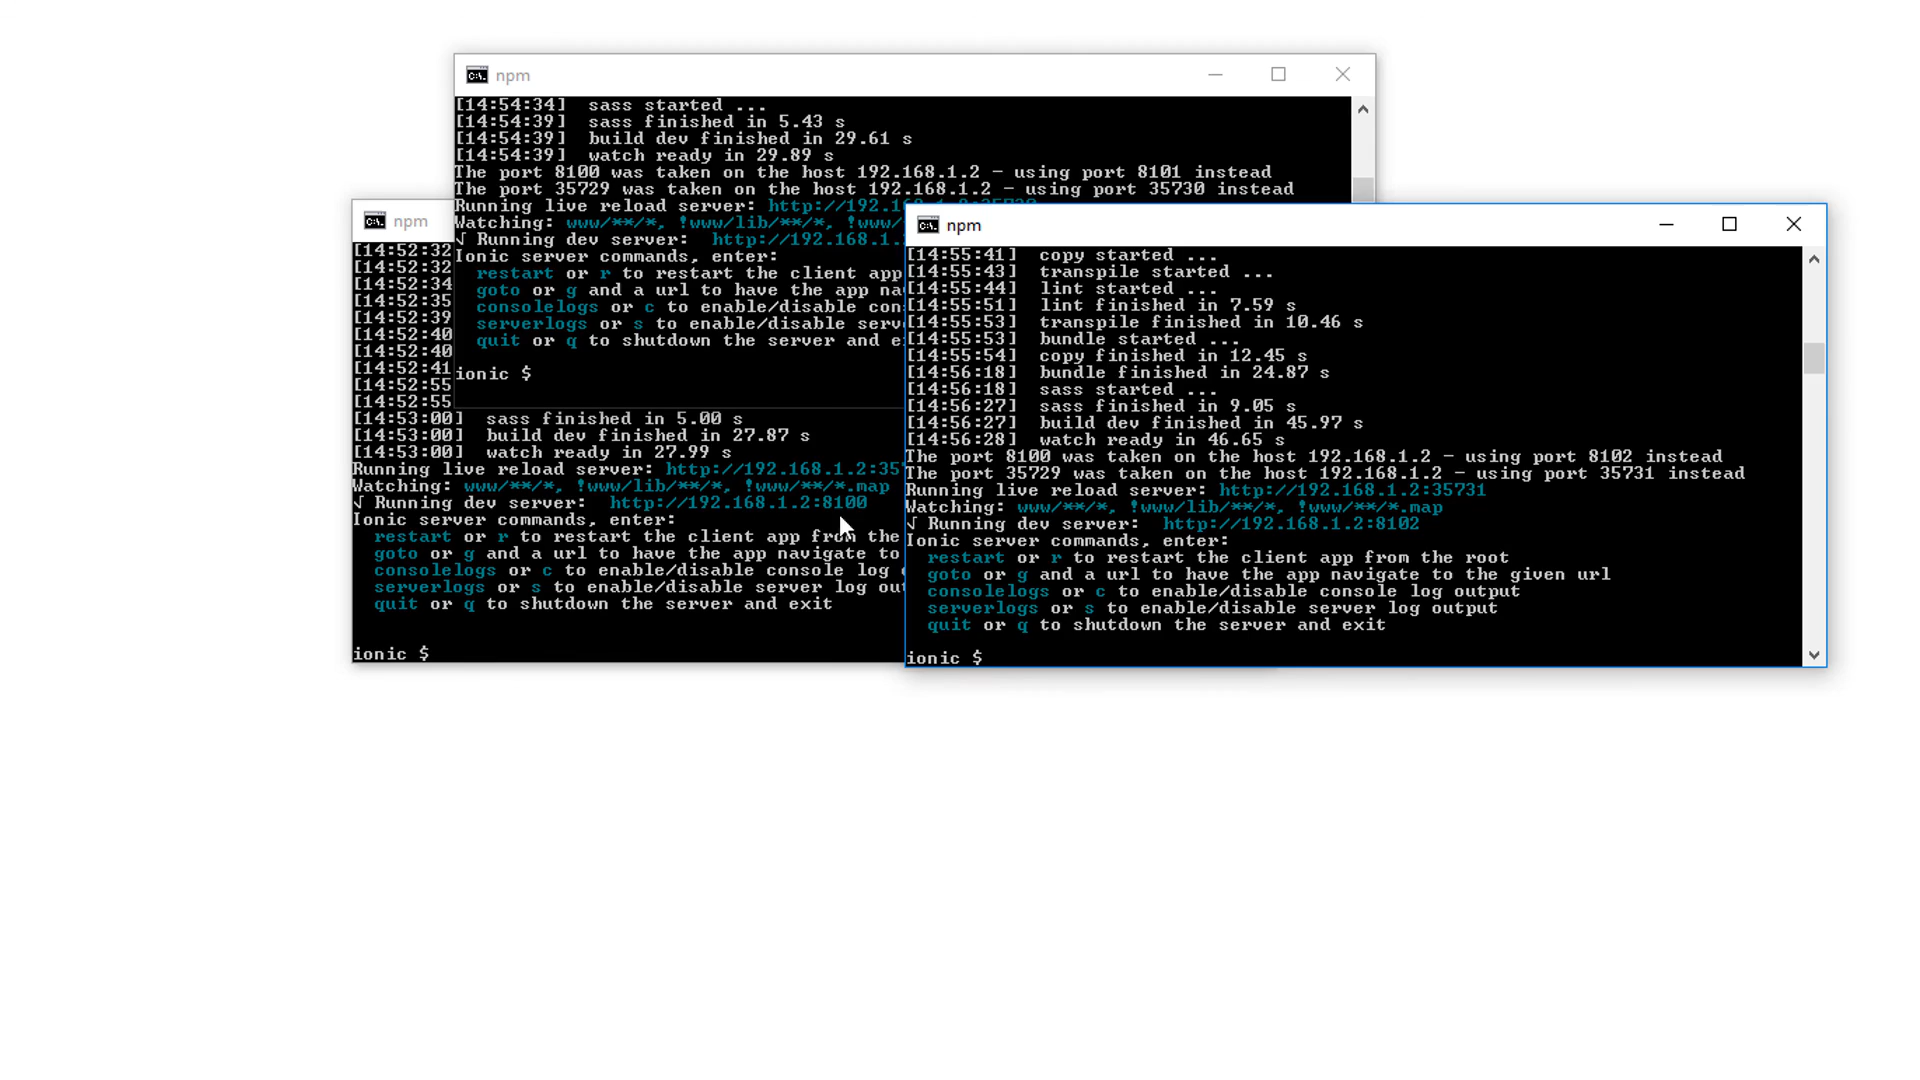 npm
[14:54:34]  sass started ...
[14:54:39]  sass finished in 5.43 s
[14:54:39]  build dev finished in 29.61 s
[14:54:39]  watch ready in 29.89 s
The port 8100 was taken on the host 192.168.1.2 - using port 8101 instead
The port 35729 was taken on the host 192.168.1.2 - using port 35730 instead
Running live reload server: http://192.1
Watching: www/**/*, !www/lib/**/*, !www/
√ Running dev server:  http://192.168.1.
Ionic server commands, enter:
restart or r to restart the client app
goto or g and a url to have the app na
consolelogs or c to enable/disable con
serverlogs or s to enable/disable serv
quit or q to shutdown the server and e
ionic $
npm
[14:52:32
[14:52:32
[14:52:34
[14:52:35
[14:52:39
[14:52:40
[14:52:40
[14:52:41
[14:52:55
[14:52:55
[14:53:00]  sass finished in 5.00 s
[14:53:00]  build dev finished in 27.87 s
[14:53:00]  watch ready in 27.99 s
Running live reload server: http://192.168.1.2:35
Watching: www/**/*, !www/lib/**/*, !www/**/*.map
√ Running dev server:  http://192.168.1.2:8100
Ionic server commands, enter:
restart or r to restart the client app from the
goto or g and a url to have the app navigate to
consolelogs or c to enable/disable console log
serverlogs or s to enable/disable server log ou
quit or q to shutdown the server and exit
ionic $
npm
[14:55:41]  copy started ...
[14:55:43]  transpile started ...
[14:55:44]  lint started ...
[14:55:51]  lint finished in 7.59 s
[14:55:53]  transpile finished in 10.46 s
[14:55:53]  bundle started ...
[14:55:54]  copy finished in 12.45 s
[14:56:18]  bundle finished in 24.87 s
[14:56:18]  sass started ...
[14:56:27]  sass finished in 9.05 s
[14:56:27]  build dev finished in 45.97 s
[14:56:28]  watch ready in 46.65 s
The port 8100 was taken on the host 192.168.1.2 - using port 8102 instead
The port 35729 was taken on the host 192.168.1.2 - using port 35731 instead
Running live reload server: http://192.168.1.2:35731
Watching: www/**/*, !www/lib/**/*, !www/**/*.map
√ Running dev server:  http://192.168.1.2:8102
Ionic server commands, enter:
restart or r to restart the client app from the root
goto or g and a url to have the app navigate to the given url
consolelogs or c to enable/disable console log output
serverlogs or s to enable/disable server log output
quit or q to shutdown the server and exit
ionic $